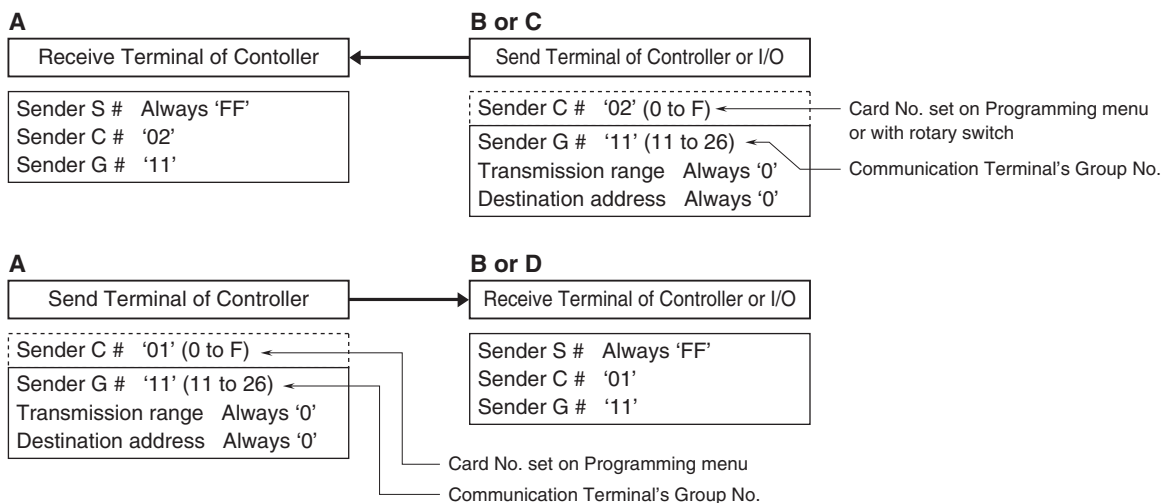 A
Receive Terminal of Contoller
Sender S # Always ‘FF’
Sender C # ‘02’
Sender G # ‘11’
B or C
Send Terminal of Controller or I/O
Sender C # ‘02’ (0 to F)
Sender G # ‘11’ (11 to 26)
Transmission range Always ‘0’
Destination address Always ‘0’
Card No. set on Programming menu
or with rotary switch
Communication Terminal’s Group No.
A
Send Terminal of Controller
Sender C # ‘01’ (0 to F)
Sender G # ‘11’ (11 to 26)
Transmission range Always ‘0’
Destination address Always ‘0’
B or D
Receive Terminal of Controller or I/O
Sender S # Always ‘FF’
Sender C # ‘01’
Sender G # ‘11’
Card No. set on Programming menu
Communication Terminal’s Group No.